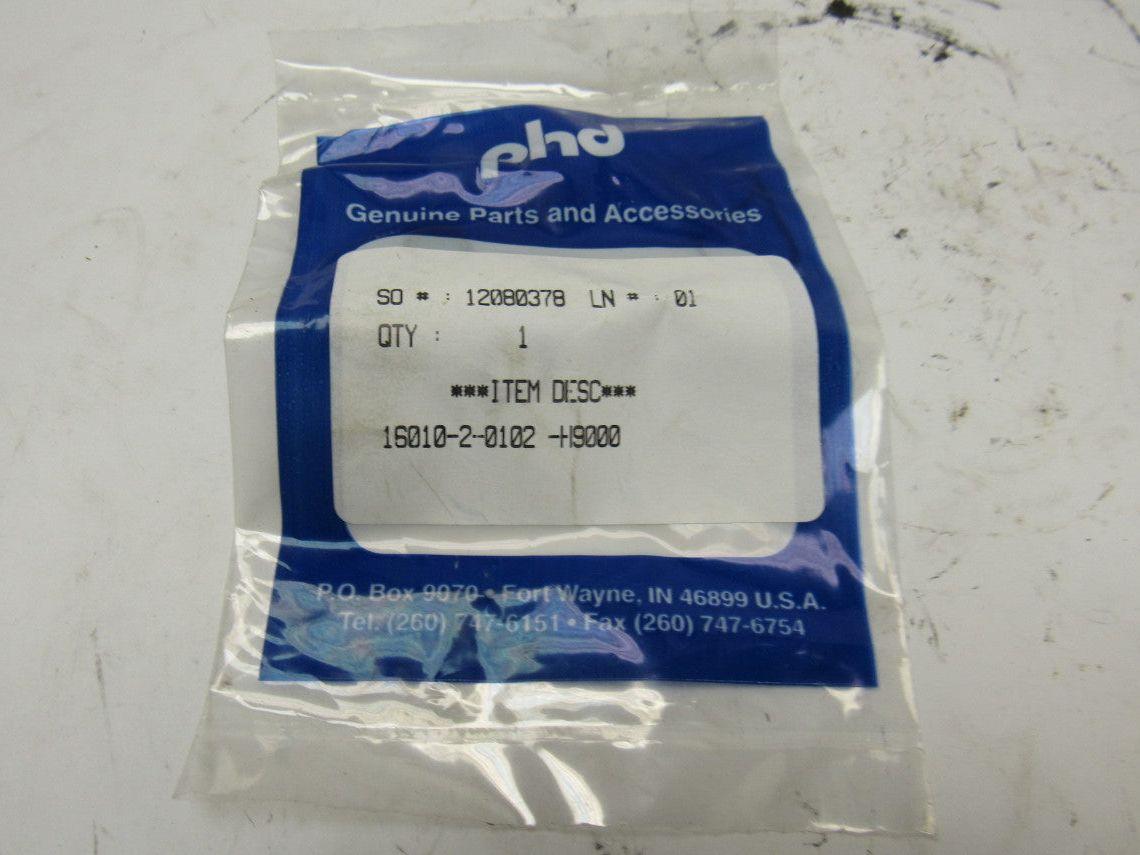 phd
Genuine Parts and Accessories
SO # : 12080378 LN # : 01
QTY : 1
***ITEM DESC***
16010-2-0102 -H9000
P.O. Box 9070 • Fort Wayne, IN 46899 U.S.A.
Tel. (260) 747-6151 • Fax (260) 747-6754